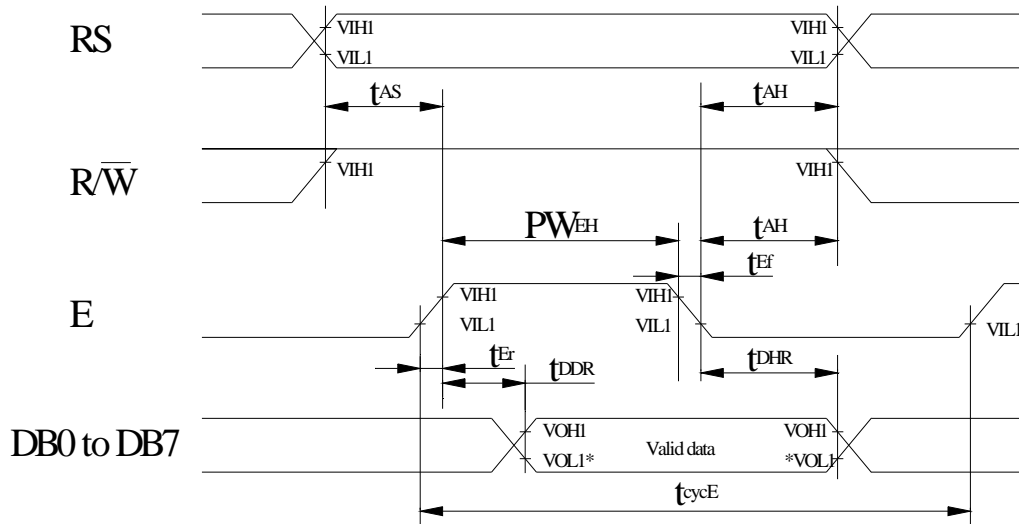 RS
VIH1
VIL1
VIH1
VIL1
tAS
tAH
R/W̅
VIH1
VIH1
PWEH
tAH
tEf
E
VIH1
VIL1
VIH1
VIL1
VIL1
tEr
tDDR
tDHR
DB0 to DB7
VOH1
VOL1*
Valid data
VOH1
*VOL1
tcycE